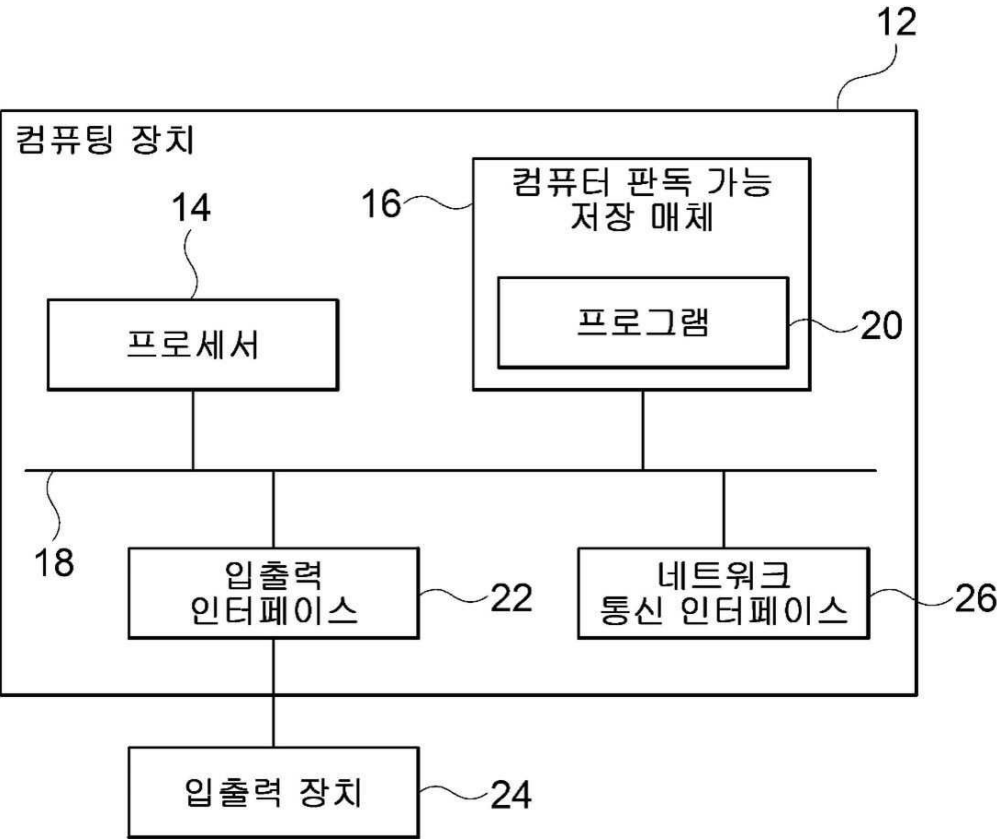 12
컴퓨팅 장치
14
16
컴퓨터 판독 가능
저장 매체
프로세서
프로그램
20
18
입출력
인터페이스
22
네트워크
통신 인터페이스
26
입출력 장치
24